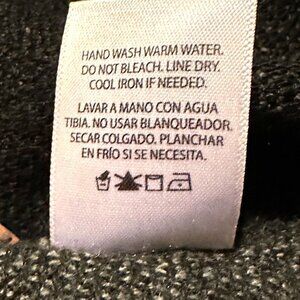 HAND WASH WARM WATER.
DO NOT BLEACH. LINE DRY.
COOL IRON IF NEEDED.
LAVAR A MANO CON AGUA
TIBIA. NO USAR BLANQUEADOR.
SECAR COLGADO. PLANCHAR
EN FRÍO SI SE NECESITA.